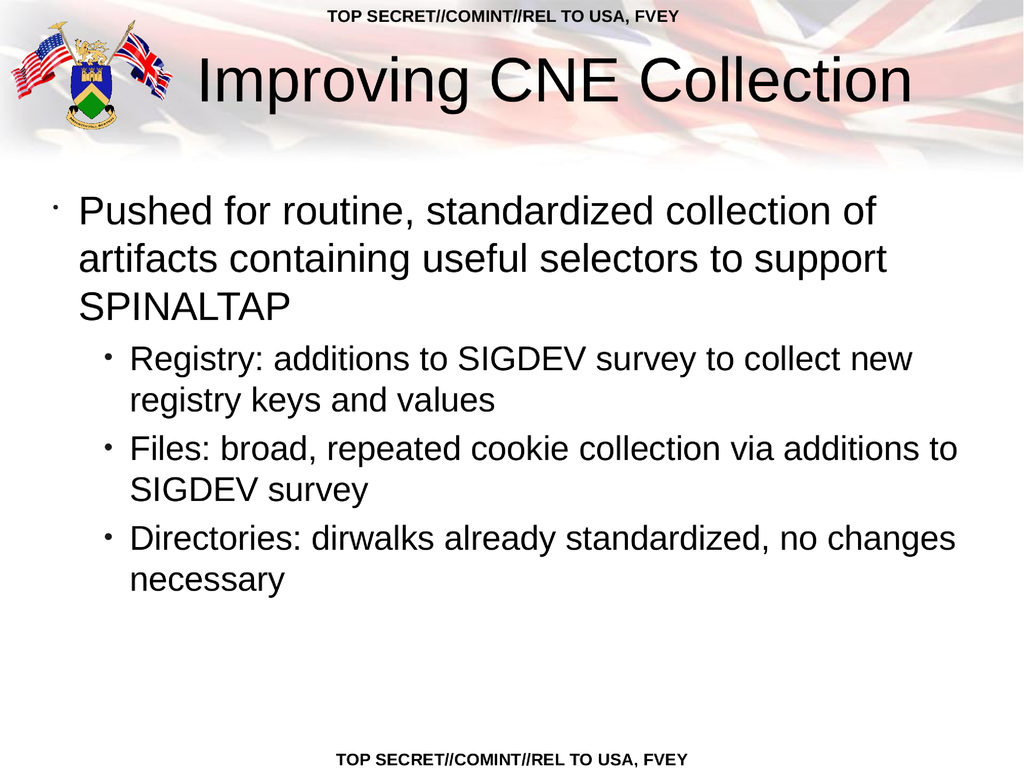 TOP SECRET//COMINT//REL TO USA, FVEY
Improving CNE Collection
• Pushed for routine, standardized collection of
artifacts containing useful selectors to support
SPINALTAP
• Registry: additions to SIGDEV survey to collect new
registry keys and values
• Files: broad, repeated cookie collection via additions to
SIGDEV survey
• Directories: dirwalks already standardized, no changes
necessary
TOP SECRET//COMINT//REL TO USA, FVEY